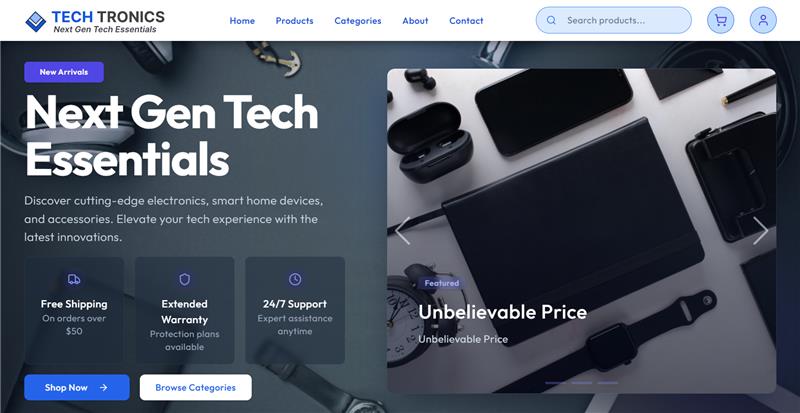 TECH TRONICS
Next Gen Tech Essentials
Home
Products
Categories
About
Contact
Search products...
New Arrivals
Next Gen Tech
Essentials
Discover cutting-edge electronics, smart home devices,
and accessories. Elevate your tech experience with the
latest innovations.
Free Shipping
On orders over
$50
Extended
Warranty
Protection plans
available
24/7 Support
Expert assistance
anytime
Shop Now
Browse Categories
Featured
Unbelievable Price
Unbelievable Price